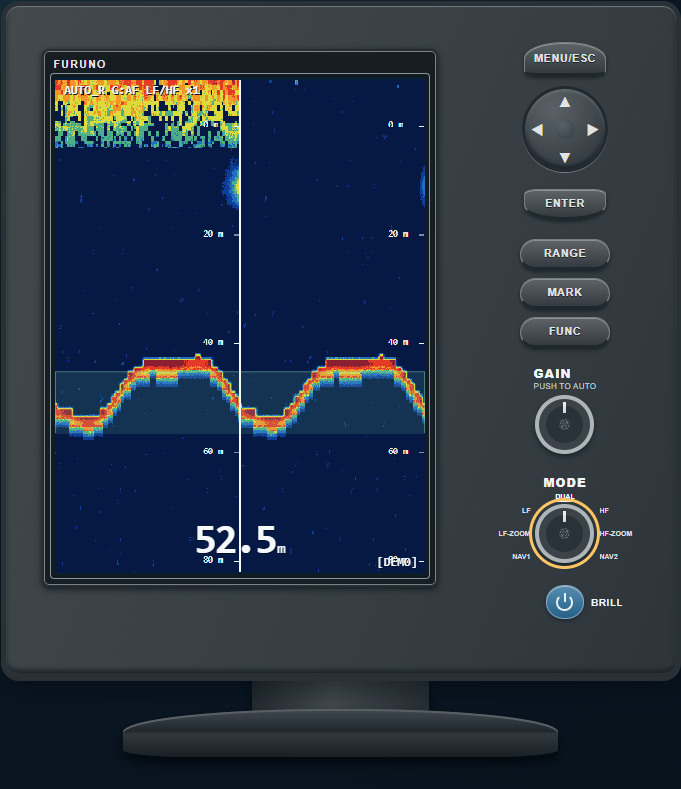 FURUNO
AUTO_R G:AF LF/HF X1
0 m 0 m
20 m 20 m
40 m 40 m
60 m 60 m
52.5m
80 m
[DEMO]
MENU/ESC
ENTER
RANGE
MARK
FUNC
GAIN
PUSH TO AUTO
MODE
DUAL
LF HF
LF-ZOOM HF-ZOOM
NAV1 NAV2
BRILL